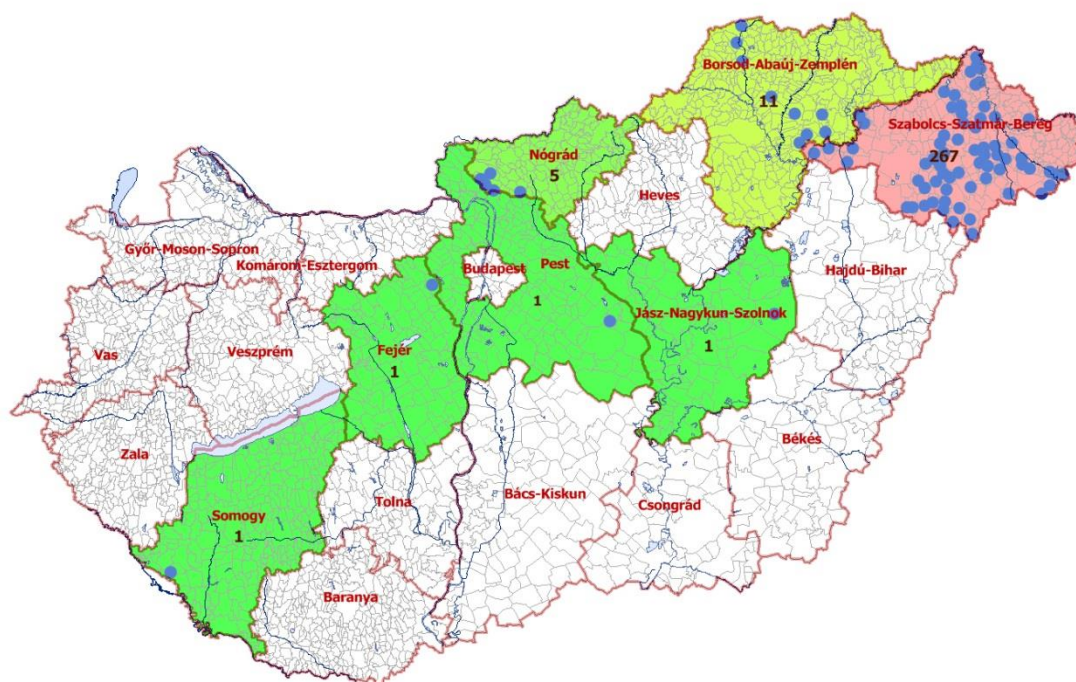 Borsod-Abaúj-Zemplén
11
Szabolcs-Szatmár-Bereg
267
Nógrád
5
Heves
Győr-Moson-Sopron
Komárom-Esztergom
Budapest
Pest
1
Hajdú-Bihar
Jász-Nagykun-Szolnok
1
Vas
Veszprém
Fejér
1
Zala
Békés
Tolna
Bács-Kiskun
Csongrád
Somogy
1
Baranya